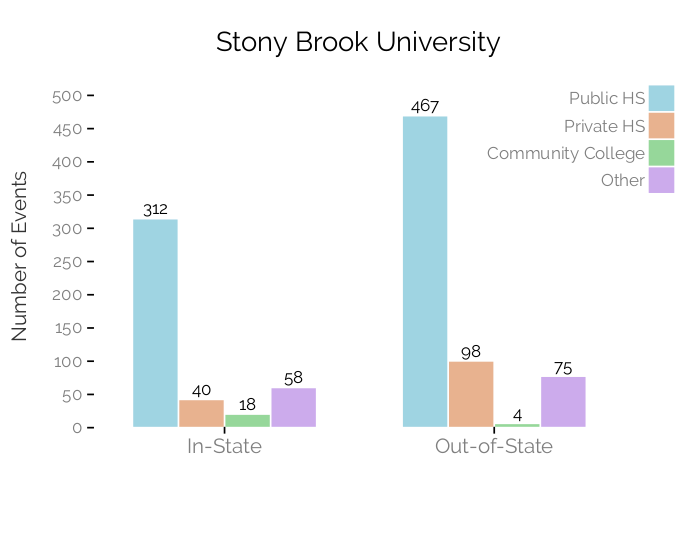 Stony Brook University
Number of Events
500
450
400
350
300
250
200
150
100
50
0
Public HS
Private HS
Community College
Other
312
40
18
58
467
98
4
75
In-State
Out-of-State